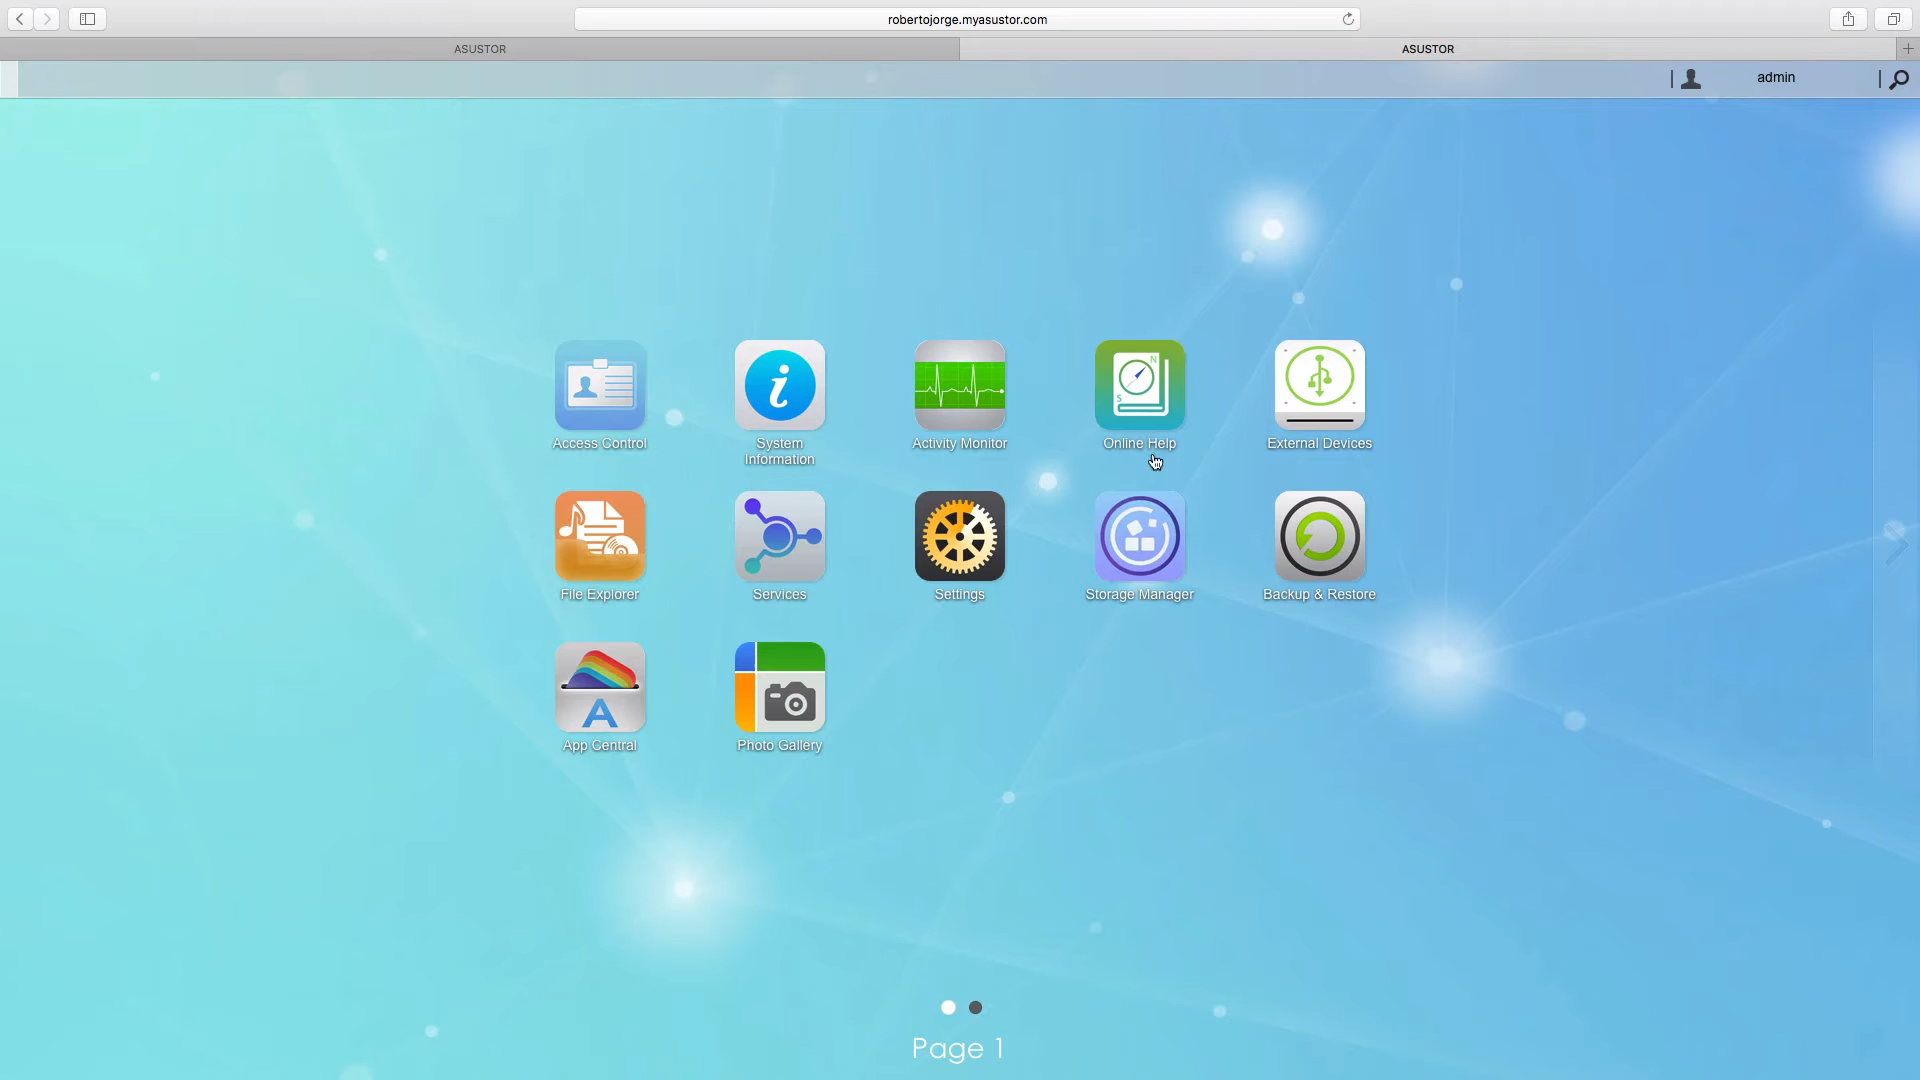 robertojorge.myasustor.com
ASUSTOR
ASUSTOR
admin
Access Control
System
Information
Activity Monitor
Online Help
External Devices
File Explorer
Services
Settings
Storage Manager
Backup & Restore
App Central
Photo Gallery
Page 1